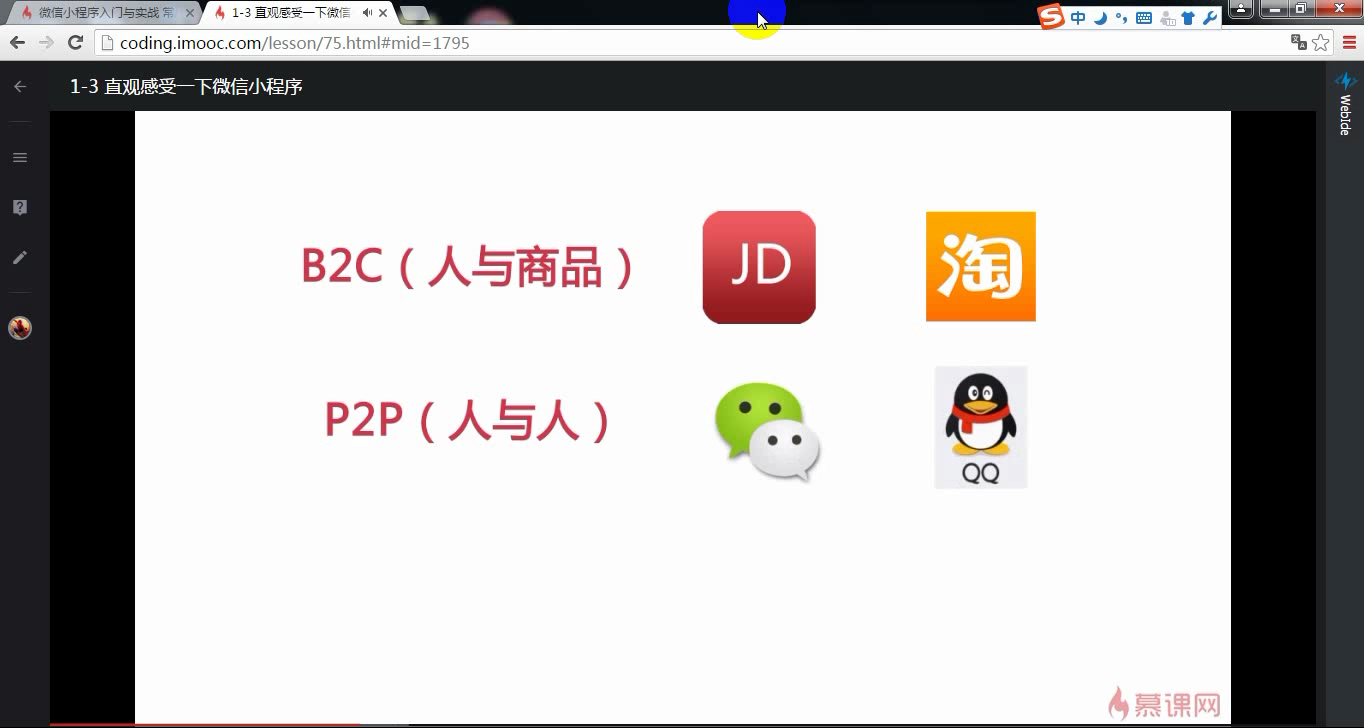 微信小程序入门与实战 常
1-3 直观感受一下微信
中
coding.imooc.com/lesson/75.html#mid=1795
1-3 直观感受一下微信小程序
WebIde
B2C（人与商品）
JD
淘
P2P（人与人）
QQ
慕课网